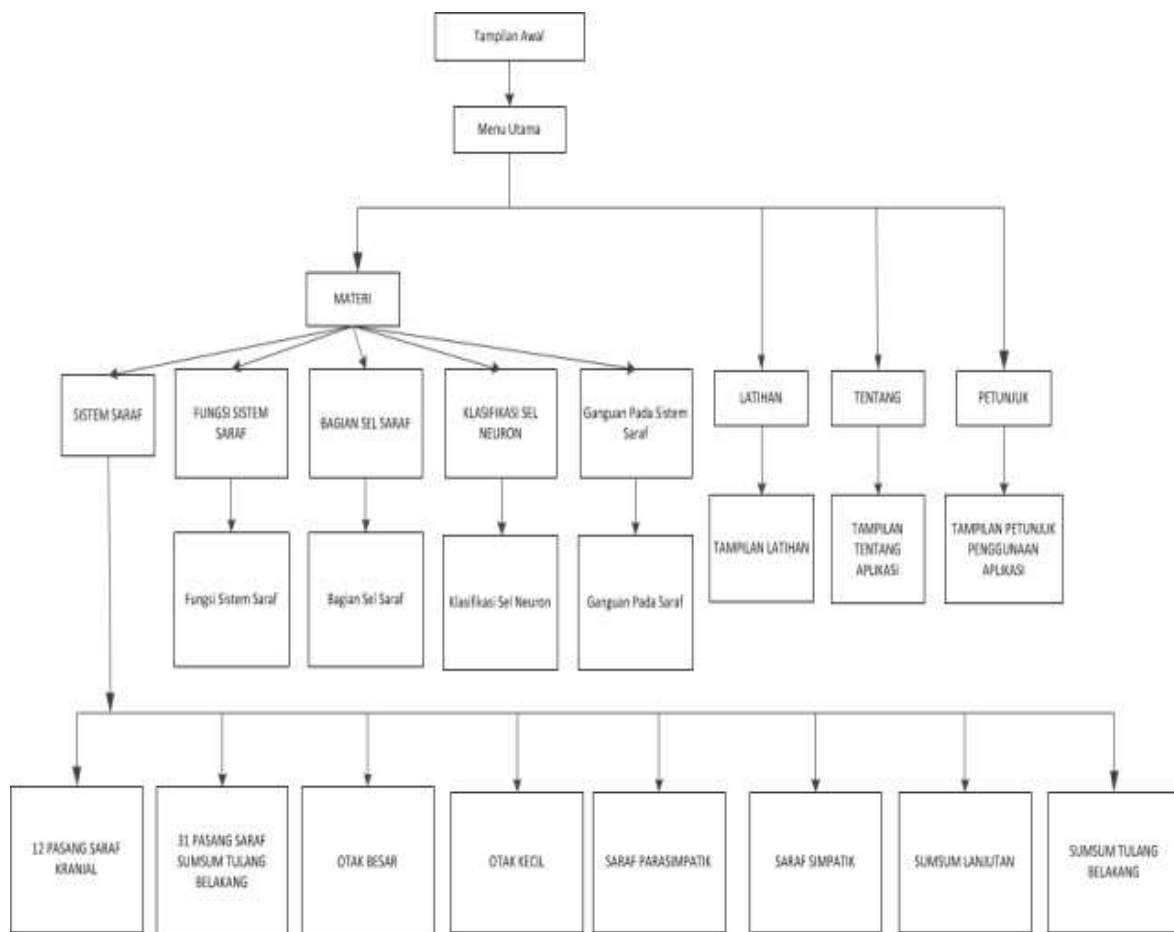 Tampilan Awal
Menu Utama
MATERI
SISTEM SARAF
FUNGSI SISTEM
SARAF
BAGIAN SEL SARAF
KLASIFIKASI SEL
NEURON
Ganguan Pada Sistem
Saraf
LATIHAN
TENTANG
PETUNJUK
Fungsi Sistem Saraf
Bagian Sel Saraf
Klasifikasi Sel Neuron
Ganguan Pada Saraf
TAMPILAN LATIHAN
TAMPILAN
TENTANG
APLIKASI
TAMPILAN PETUNJUK
PENGGUNAAN
APLIKASI
12 PASANG SARAF
KRANIAL
31 PASANG SARAF
SUMSUM TULANG
BELAKANG
OTAK BESAR
OTAK KECIL
SARAF PARASIMPATIK
SARAF SIMPATIK
SUMSUM LANJUTAN
SUMSUM TULANG
BELAKANG